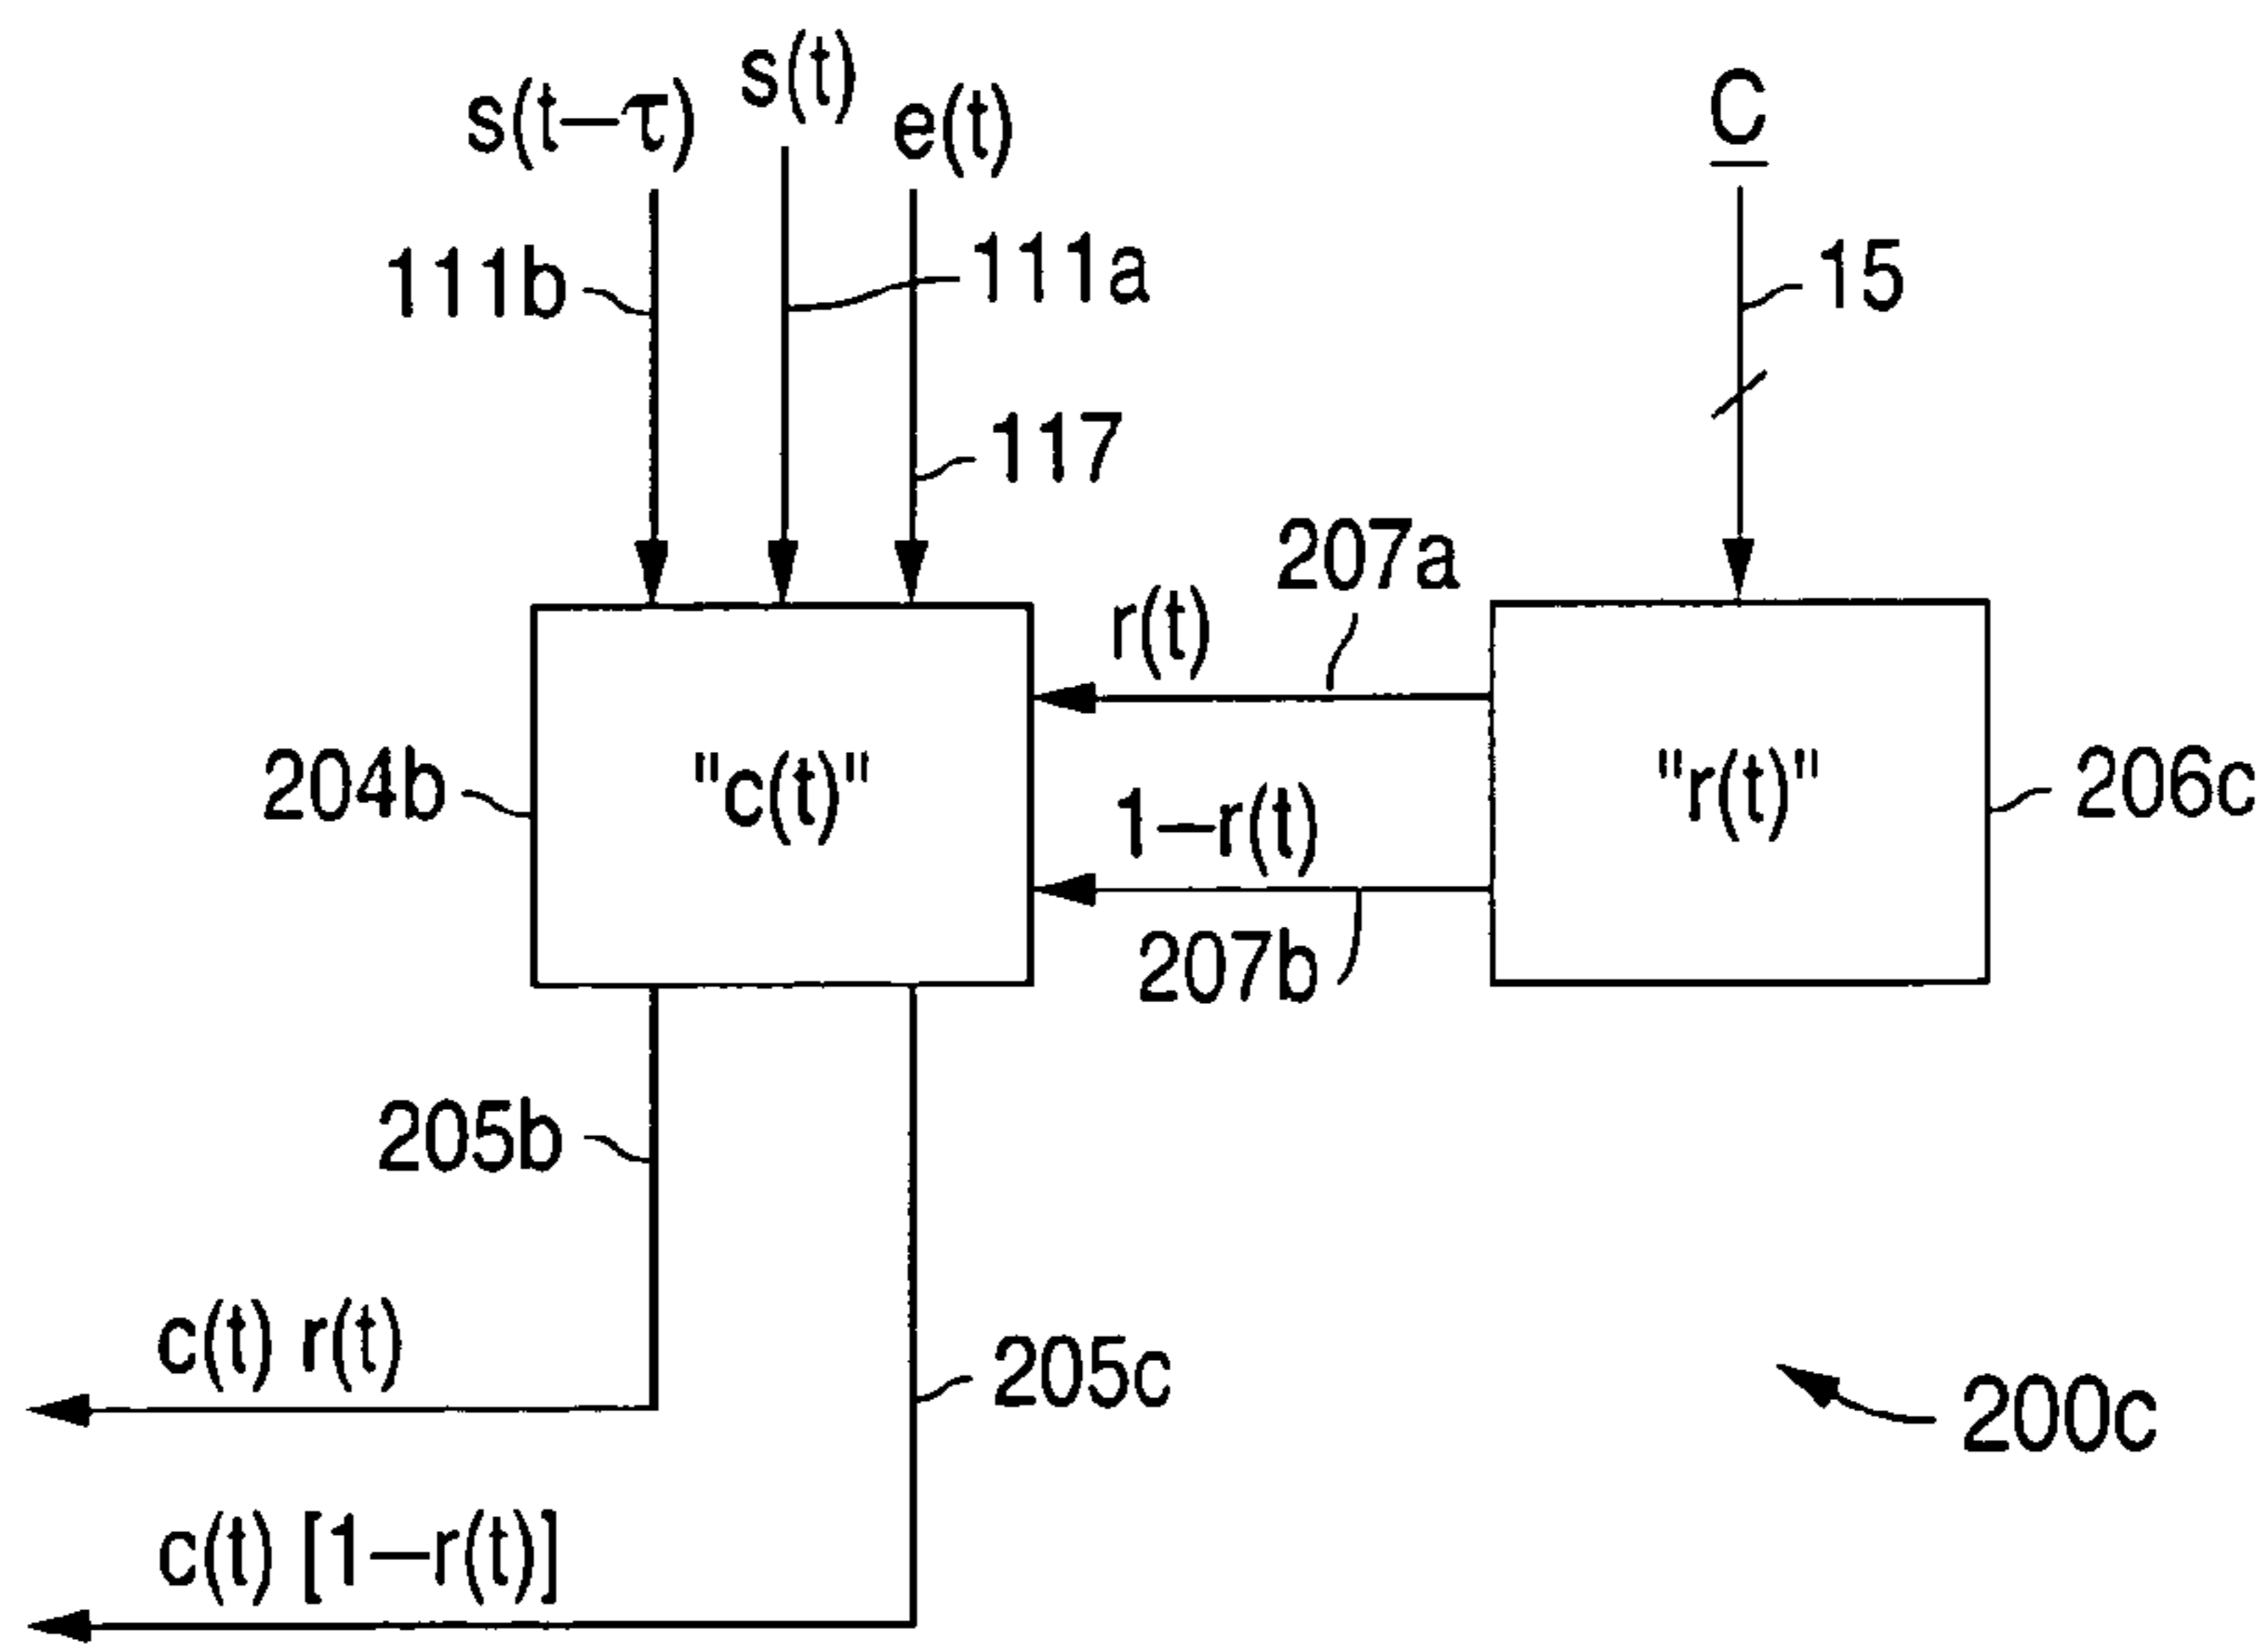 s(t)
s(t–τ)
e(t)
C
111b
111a
15
117
207a
r(t)
204b
"c(t)"
1–r(t)
"r(t)"
206c
207b
205b
c(t) r(t)
205c
200c
c(t) [1–r(t)]